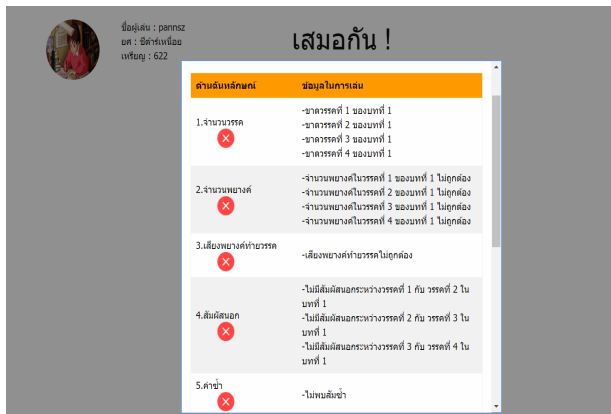 ชื่อผู้เล่น : pannsz
ยศ : ซีต๋าร์เหนื่อย
เหรียญ : 622
เสมอกัน !
ด้านฉันทลักษณ์ ข้อมูลในการเล่น
1.จำนวนวรรค
-ขาดวรรคที่ 1 ของบทที่ 1
-ขาดวรรคที่ 2 ของบทที่ 1
-ขาดวรรคที่ 3 ของบทที่ 1
-ขาดวรรคที่ 4 ของบทที่ 1
2.จำนวนพยางค์
-จำนวนพยางค์ในวรรคที่ 1 ของบทที่ 1 ไม่ถูกต้อง
-จำนวนพยางค์ในวรรคที่ 2 ของบทที่ 1 ไม่ถูกต้อง
-จำนวนพยางค์ในวรรคที่ 3 ของบทที่ 1 ไม่ถูกต้อง
-จำนวนพยางค์ในวรรคที่ 4 ของบทที่ 1 ไม่ถูกต้อง
3.เสียงพยางค์ท้ายวรรค
-เสียงพยางค์ท้ายวรรคไม่ถูกต้อง
4.สัมผัสนอก
-ไม่มีสัมผัสนอกระหว่างวรรคที่ 1 กับ วรรคที่ 2 ใน
บทที่ 1
-ไม่มีสัมผัสนอกระหว่างวรรคที่ 2 กับ วรรคที่ 3 ใน
บทที่ 1
-ไม่มีสัมผัสนอกระหว่างวรรคที่ 3 กับ วรรคที่ 4 ใน
บทที่ 1
5.คำซ้ำ
-ไม่พบสัมซ้ำ